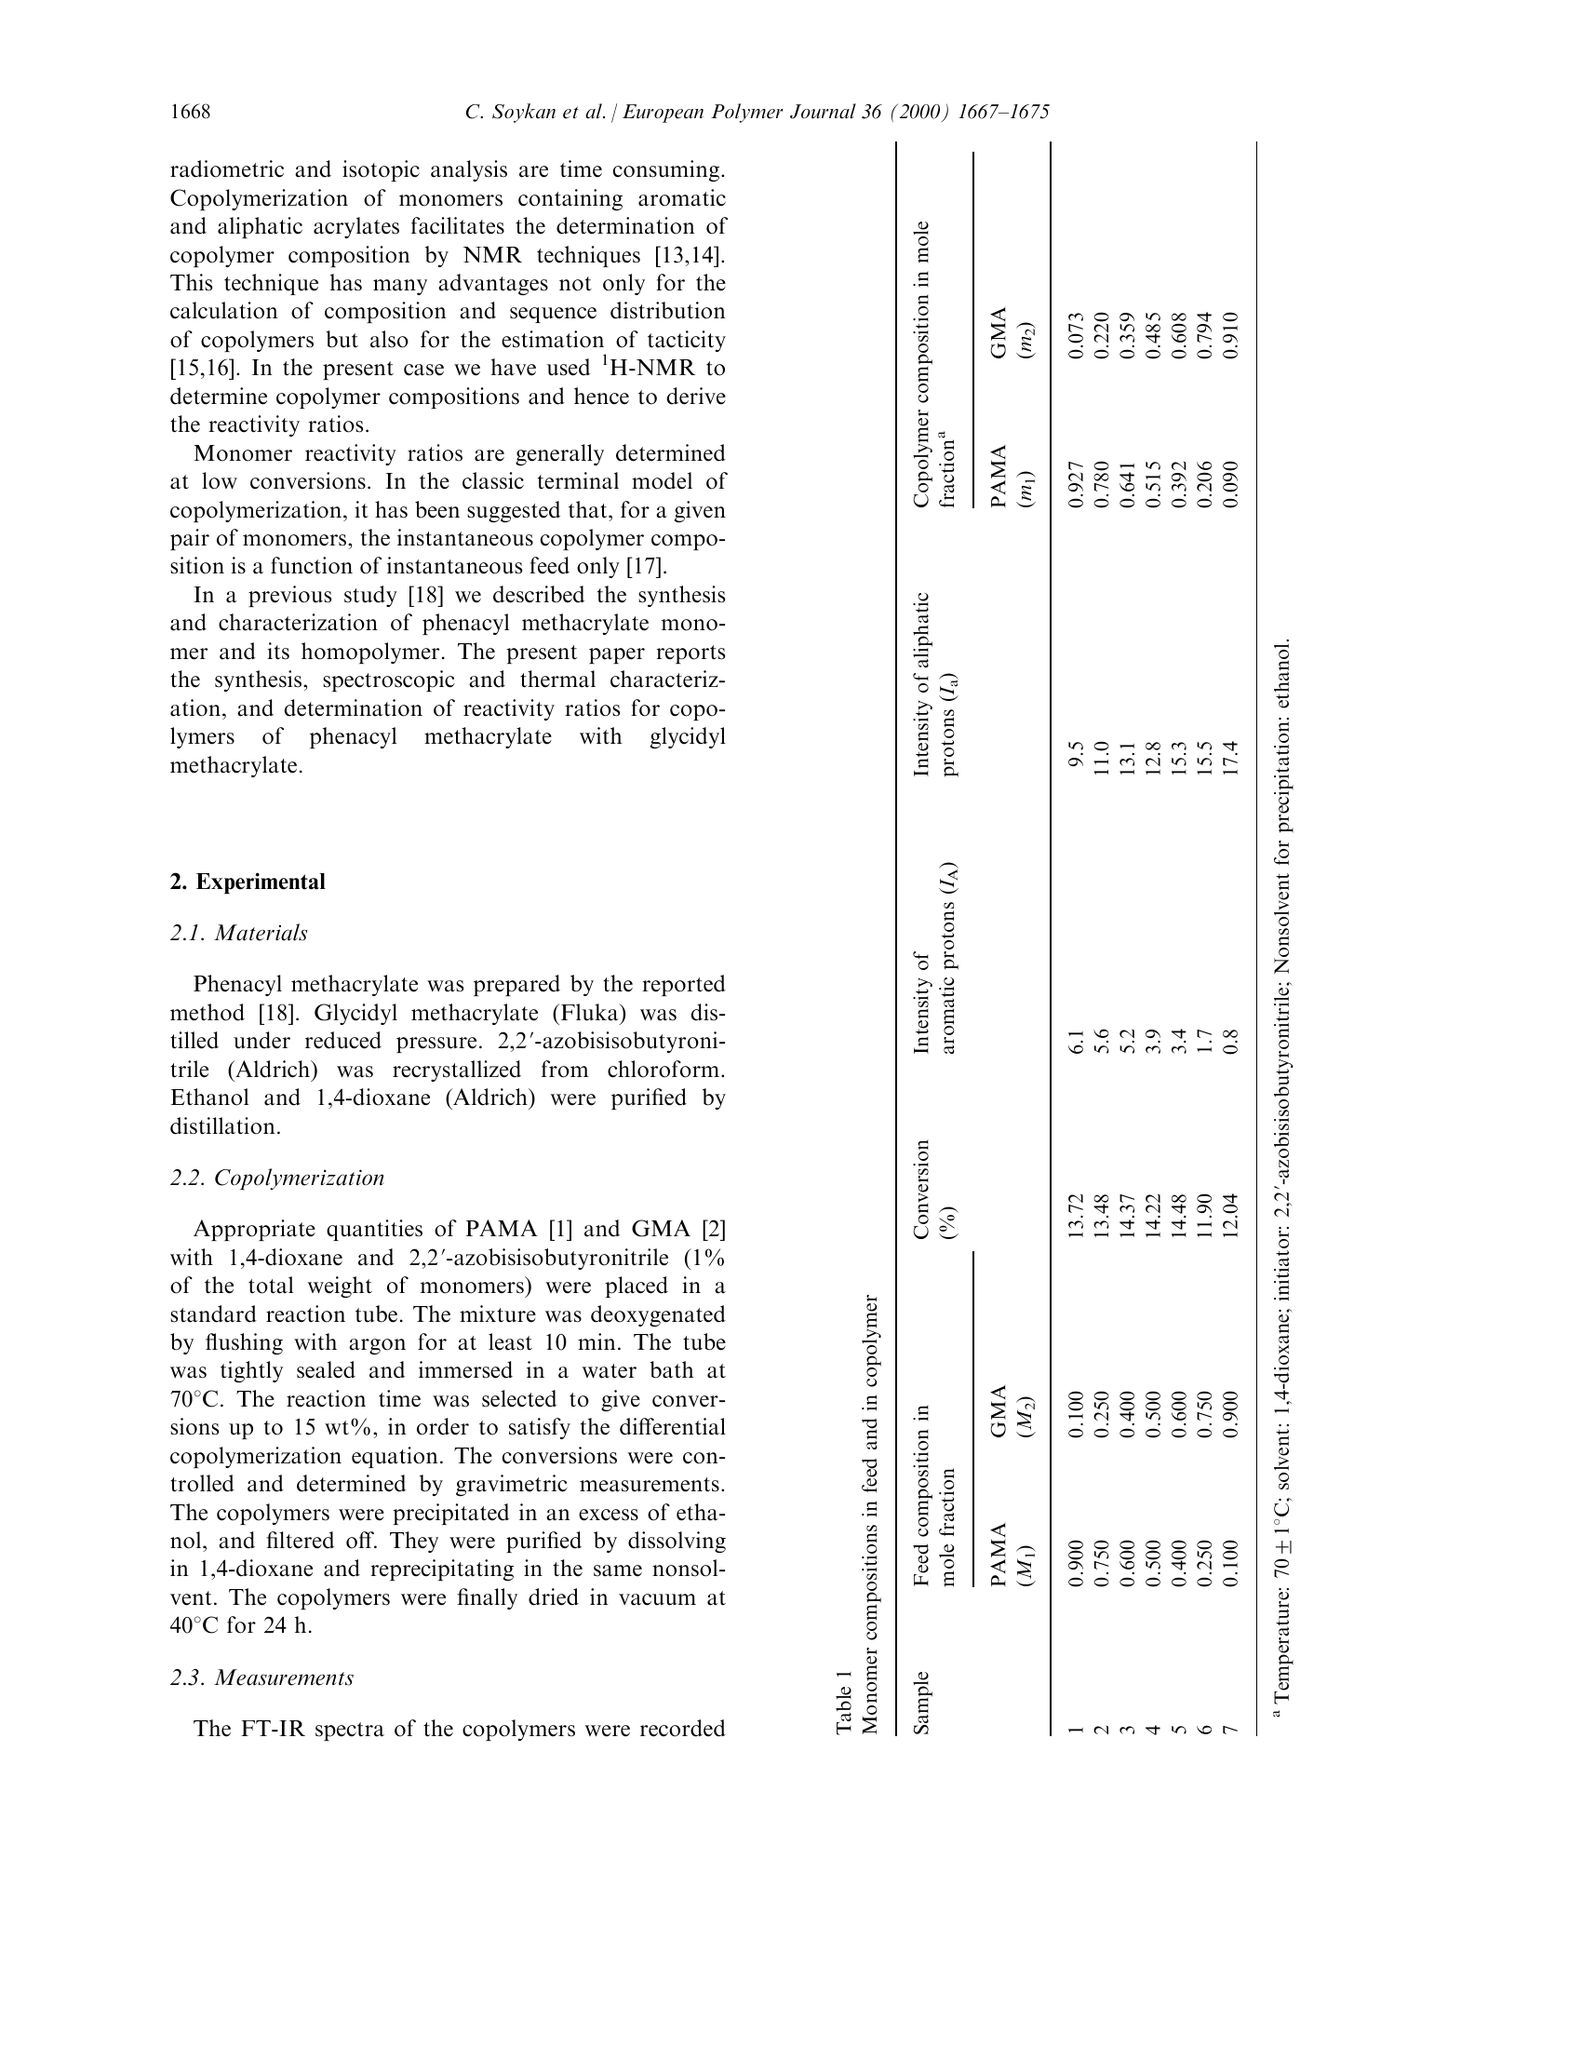 1668
C. Soykan et al. / European Polymer Journal 36 (2000) 1667–1675
radiometric and isotopic analysis are time consuming.
Copolymerization of monomers containing aromatic
and aliphatic acrylates facilitates the determination of
copolymer composition by NMR techniques [13,14].
This technique has many advantages not only for the
calculation of composition and sequence distribution
of copolymers but also for the estimation of tacticity
[15,16]. In the present case we have used ¹H-NMR to
determine copolymer compositions and hence to derive
the reactivity ratios.
Monomer reactivity ratios are generally determined
at low conversions. In the classic terminal model of
copolymerization, it has been suggested that, for a given
pair of monomers, the instantaneous copolymer compo-
sition is a function of instantaneous feed only [17].
In a previous study [18] we described the synthesis
and characterization of phenacyl methacrylate mono-
mer and its homopolymer. The present paper reports
the synthesis, spectroscopic and thermal characteriz-
ation, and determination of reactivity ratios for copo-
lymers of phenacyl methacrylate with glycidyl
methacrylate.
2. Experimental
2.1. Materials
Phenacyl methacrylate was prepared by the reported
method [18]. Glycidyl methacrylate (Fluka) was dis-
tilled under reduced pressure. 2,2′-azobisisobutyroni-
trile (Aldrich) was recrystallized from chloroform.
Ethanol and 1,4-dioxane (Aldrich) were purified by
distillation.
2.2. Copolymerization
Appropriate quantities of PAMA [1] and GMA [2]
with 1,4-dioxane and 2,2′-azobisisobutyronitrile (1%
of the total weight of monomers) were placed in a
standard reaction tube. The mixture was deoxygenated
by flushing with argon for at least 10 min. The tube
was tightly sealed and immersed in a water bath at
70°C. The reaction time was selected to give conver-
sions up to 15 wt%, in order to satisfy the differential
copolymerization equation. The conversions were con-
trolled and determined by gravimetric measurements.
The copolymers were precipitated in an excess of etha-
nol, and filtered off. They were purified by dissolving
in 1,4-dioxane and reprecipitating in the same nonsol-
vent. The copolymers were finally dried in vacuum at
40°C for 24 h.
2.3. Measurements
The FT-IR spectra of the copolymers were recorded
Table 1
Monomer compositions in feed and in copolymer
Sample Feed composition in Conversion Intensity of Intensity of aliphatic Copolymer composition in mole
mole fraction (%) aromatic protons (I_A) protons (I_a) fraction^a
PAMA GMA PAMA GMA
(M₁) (M₂) (m₁) (m₂)
1 0.900 0.100 13.72 6.1 9.5 0.927 0.073
2 0.750 0.250 13.48 5.6 11.0 0.780 0.220
3 0.600 0.400 14.37 5.2 13.1 0.641 0.359
4 0.500 0.500 14.22 3.9 12.8 0.515 0.485
5 0.400 0.600 14.48 3.4 15.3 0.392 0.608
6 0.250 0.750 11.90 1.7 15.5 0.206 0.794
7 0.100 0.900 12.04 0.8 17.4 0.090 0.910
^a Temperature: 70 ± 1°C; solvent: 1,4-dioxane; initiator: 2,2′-azobisisobutyronitrile; Nonsolvent for precipitation: ethanol.